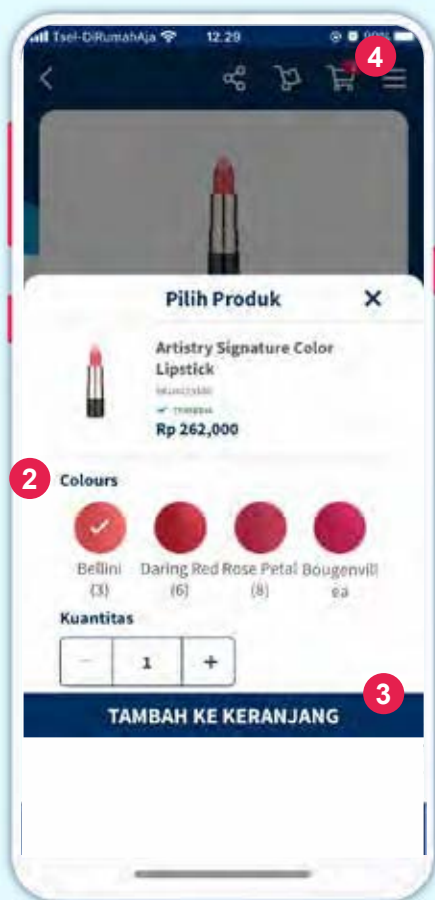 Tsel-DiRumahAja 12.29 90%
4
Pilih Produk ✕
Artistry Signature Color
Lipstick
Rp 262,000
2 Colours
Bellini Daring Red Rose Petal Bougenvill
(3) (6) (8) ea
Kuantitas
- 1 +
3
TAMBAH KE KERANJANG